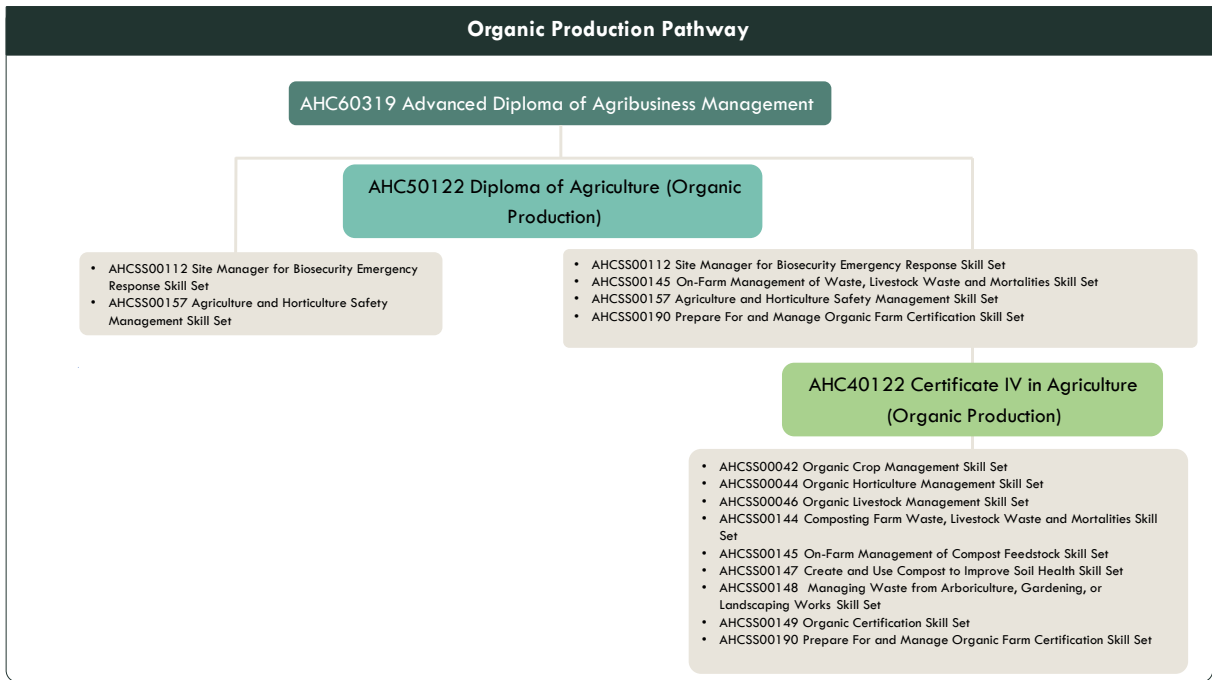 Organic Production Pathway
AHC60319 Advanced Diploma of Agribusiness Management
AHC50122 Diploma of Agriculture (Organic
Production)
• AHCSS00112 Site Manager for Biosecurity Emergency
Response Skill Set
• AHCSS00157 Agriculture and Horticulture Safety
Management Skill Set
• AHCSS00112 Site Manager for Biosecurity Emergency Response Skill Set
• AHCSS00145 On-Farm Management of Waste, Livestock Waste and Mortalities Skill Set
• AHCSS00157 Agriculture and Horticulture Safety Management Skill Set
• AHCSS00190 Prepare For and Manage Organic Farm Certification Skill Set
AHC40122 Certificate IV in Agriculture
(Organic Production)
• AHCSS00042 Organic Crop Management Skill Set
• AHCSS00044 Organic Horticulture Management Skill Set
• AHCSS00046 Organic Livestock Management Skill Set
• AHCSS00144 Composting Farm Waste, Livestock Waste and Mortalities Skill
Set
• AHCSS00145 On-Farm Management of Compost Feedstock Skill Set
• AHCSS00147 Create and Use Compost to Improve Soil Health Skill Set
• AHCSS00148 Managing Waste from Arboriculture, Gardening, or
Landscaping Works Skill Set
• AHCSS00149 Organic Certification Skill Set
• AHCSS00190 Prepare For and Manage Organic Farm Certification Skill Set